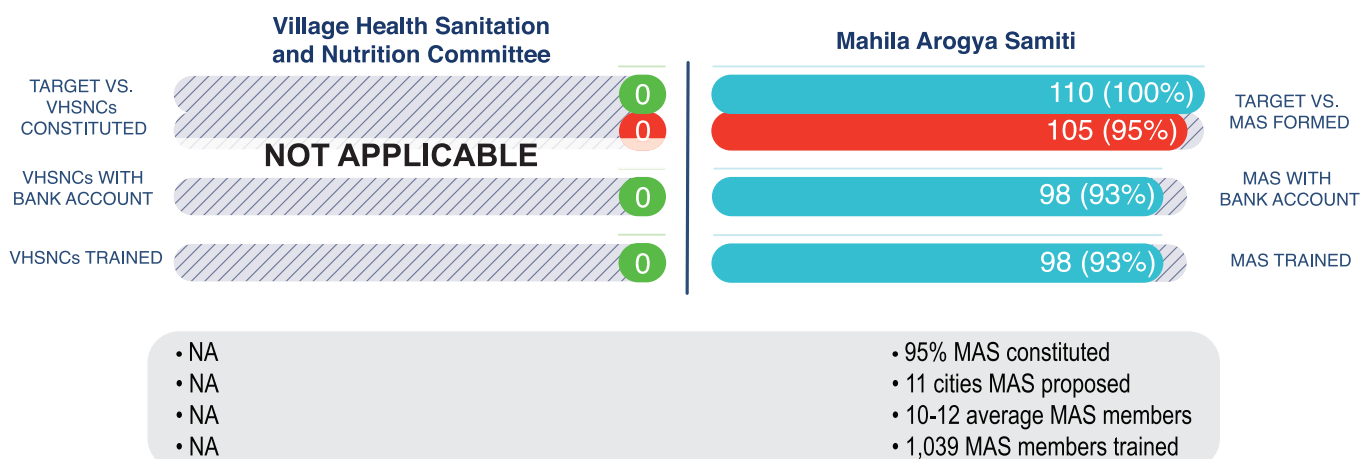 Village Health Sanitation
and Nutrition Committee
TARGET VS.
VHSNCs
CONSTITUTED
0
0
NOT APPLICABLE
VHSNCs WITH
BANK ACCOUNT
0
VHSNCs TRAINED
0
Mahila Arogya Samiti
110 (100%)
105 (95%)
TARGET VS.
MAS FORMED
98 (93%)
MAS WITH
BANK ACCOUNT
98 (93%)
MAS TRAINED
• NA
• NA
• NA
• NA
• 95% MAS constituted
• 11 cities MAS proposed
• 10-12 average MAS members
• 1,039 MAS members trained